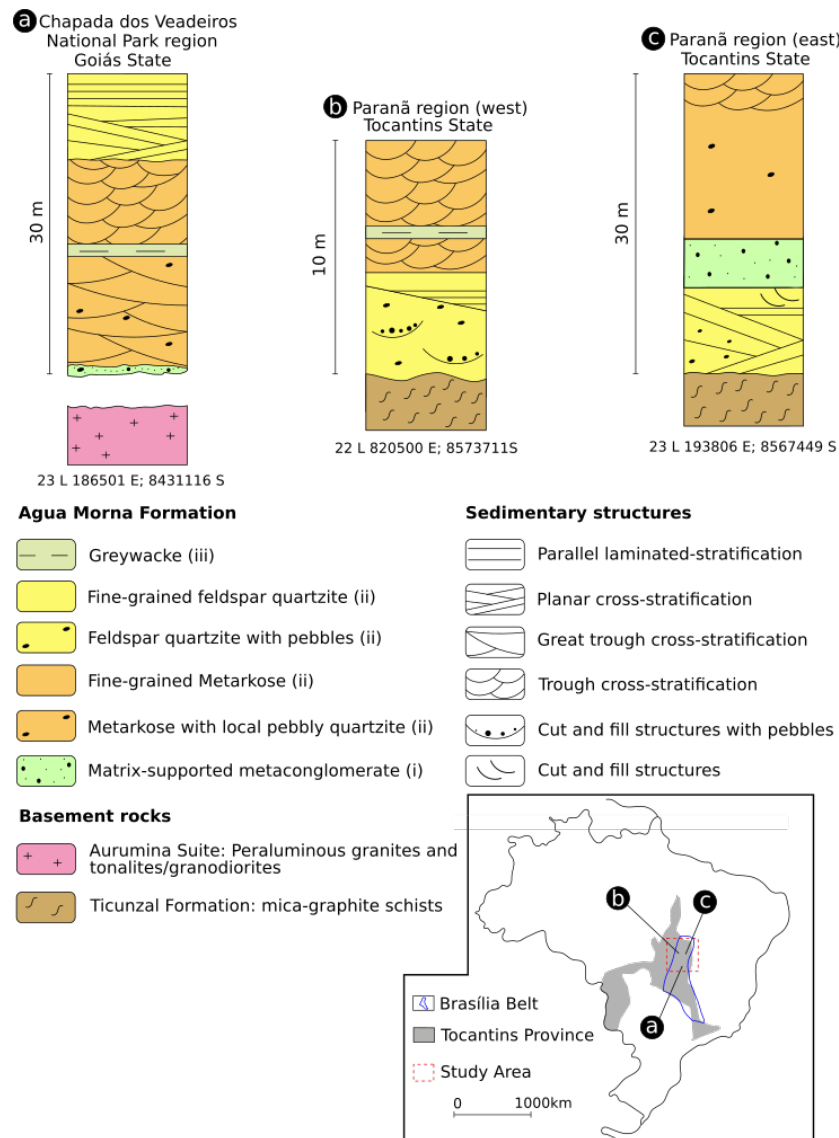 a Chapada dos Veadeiros
National Park region
Goiás State
30 m
23 L 186501 E; 8431116 S
b Paranã region (west)
Tocantins State
10 m
22 L 820500 E; 8573711S
c Paranã region (east)
Tocantins State
30 m
23 L 193806 E; 8567449 S
Agua Morna Formation
Greywacke (iii)
Fine-grained feldspar quartzite (ii)
Feldspar quartzite with pebbles (ii)
Fine-grained Metarkose (ii)
Metarkose with local pebbly quartzite (ii)
Matrix-supported metaconglomerate (i)
Basement rocks
Aurumina Suite: Peraluminous granites and
tonalites/granodiorites
Ticunzal Formation: mica-graphite schists
Sedimentary structures
Parallel laminated-stratification
Planar cross-stratification
Great trough cross-stratification
Trough cross-stratification
Cut and fill structures with pebbles
Cut and fill structures
b
c
a
Brasília Belt
Tocantins Province
Study Area
0 1000km